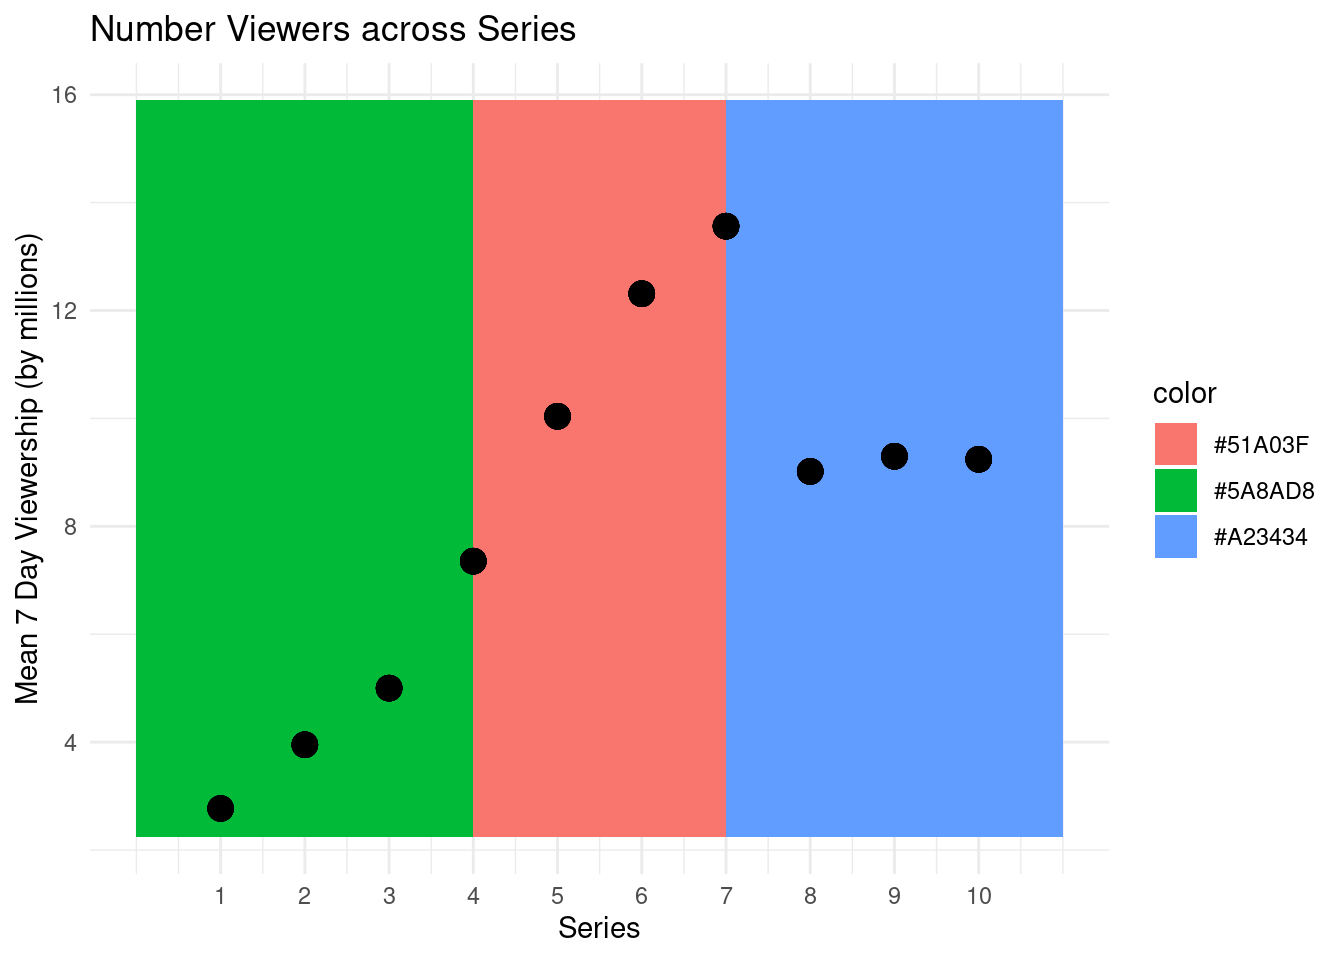 Number Viewers across Series
Mean 7 Day Viewership (by millions)
16
12
8
4
1 2 3 4 5 6 7 8 9 10
Series
color
#51A03F
#5A8AD8
#A23434